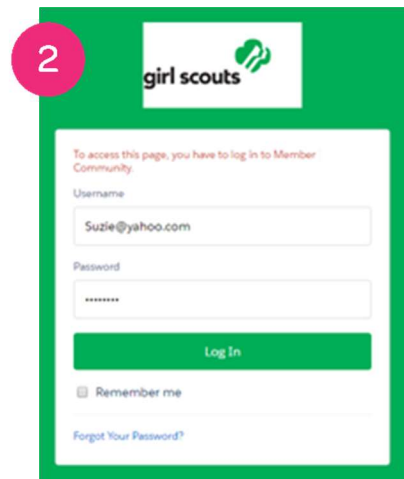 2
girl scouts
To access this page, you have to log in to Member
Community.
Username
Suzie@yahoo.com
Password
••••••••
Log In
Remember me
Forgot Your Password?